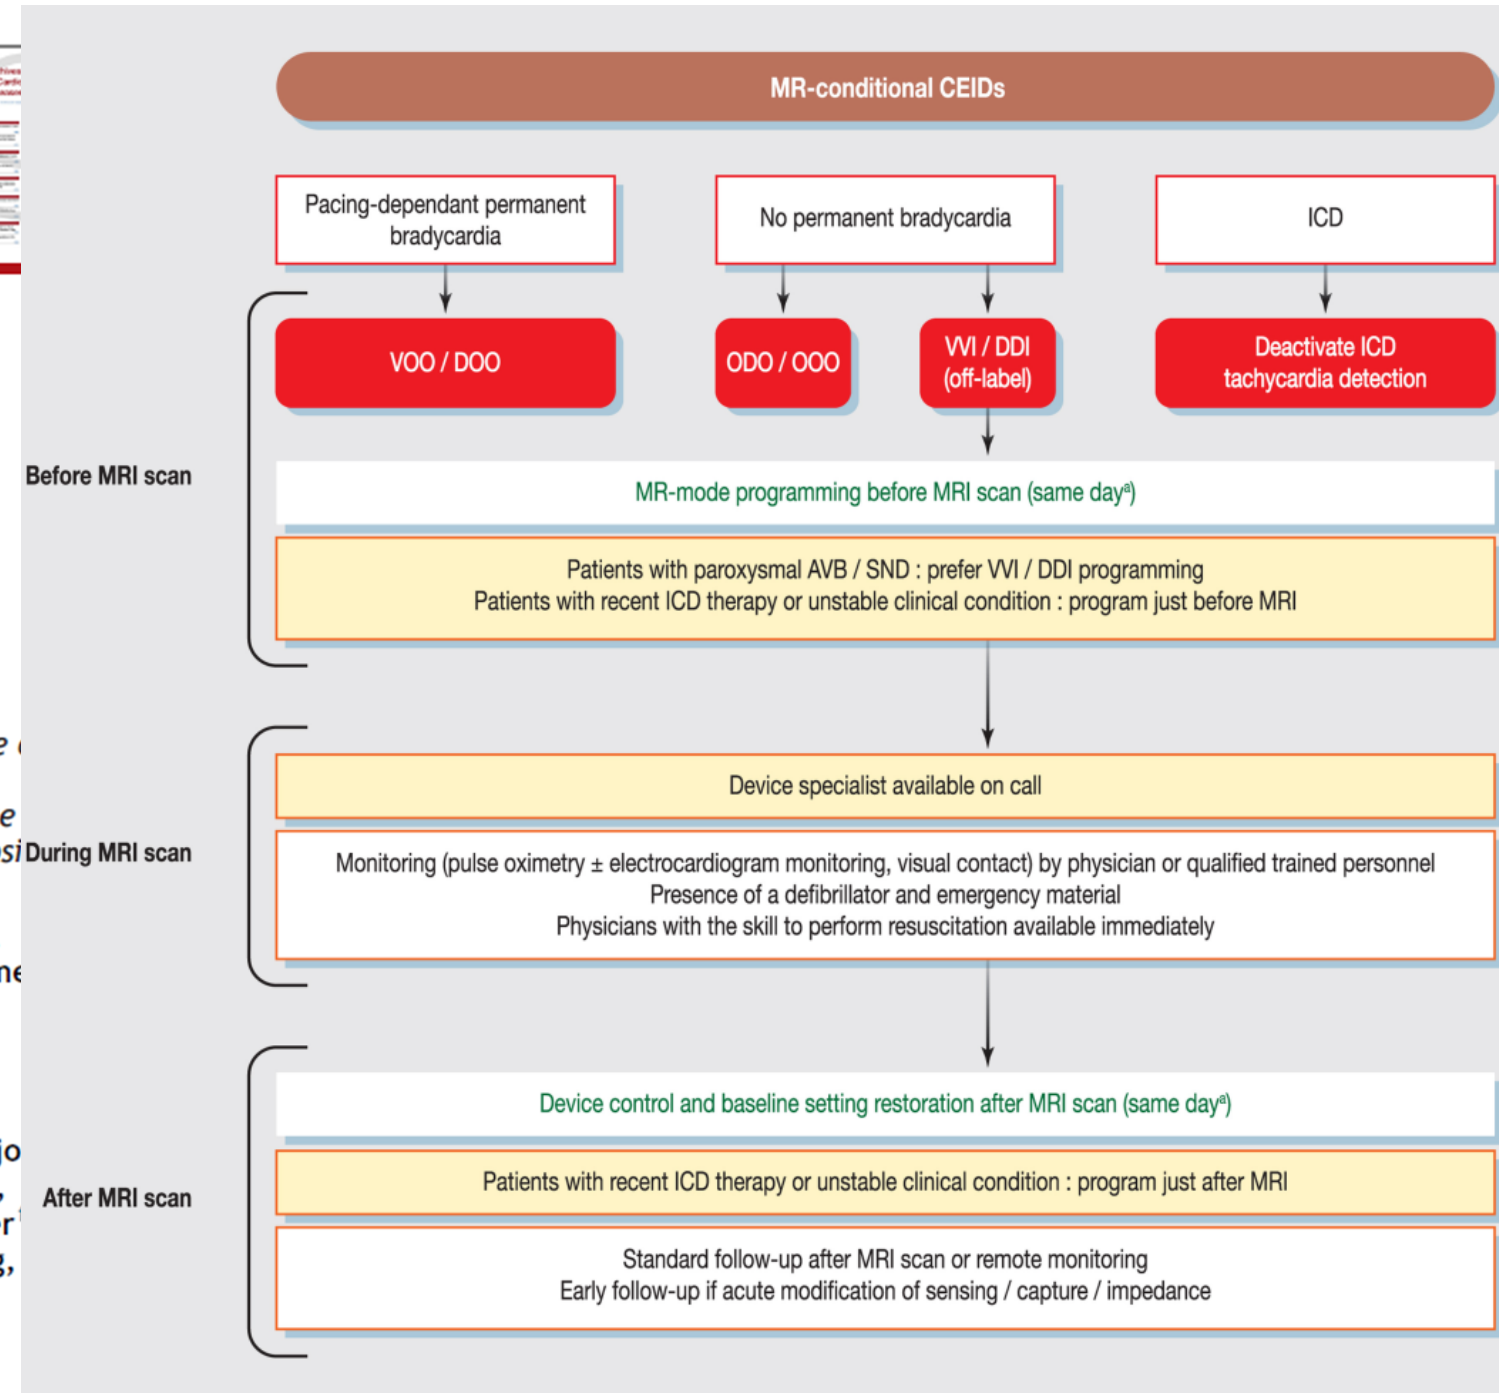 MR-conditional CEIDs
Pacing-dependant permanent
bradycardia
No permanent bradycardia
ICD
VOO / DOO
ODO / OOO
VVI / DDI
(off-label)
Deactivate ICD
tachycardia detection
Before MRI scan
MR-mode programming before MRI scan (same dayᵃ)
Patients with paroxysmal AVB / SND : prefer VVI / DDI programming
Patients with recent ICD therapy or unstable clinical condition : program just before MRI
During MRI scan
Device specialist available on call
Monitoring (pulse oximetry ± electrocardiogram monitoring, visual contact) by physician or qualified trained personnel
Presence of a defibrillator and emergency material
Physicians with the skill to perform resuscitation available immediately
After MRI scan
Device control and baseline setting restoration after MRI scan (same dayᵃ)
Patients with recent ICD therapy or unstable clinical condition : program just after MRI
Standard follow-up after MRI scan or remote monitoring
Early follow-up if acute modification of sensing / capture / impedance